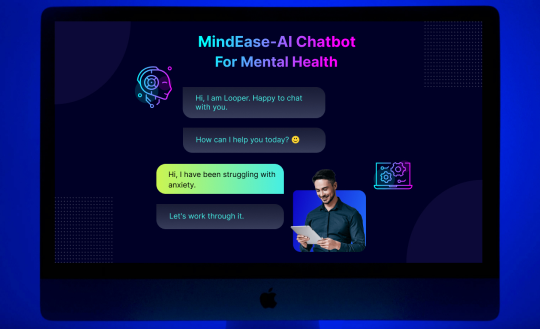 MindEase-AI Chatbot
For Mental Health
Hi, I am Looper. Happy to chat
with you.
How can I help you today? 😃
Hi, I have been struggling with
anxiety.
Let's work through it.